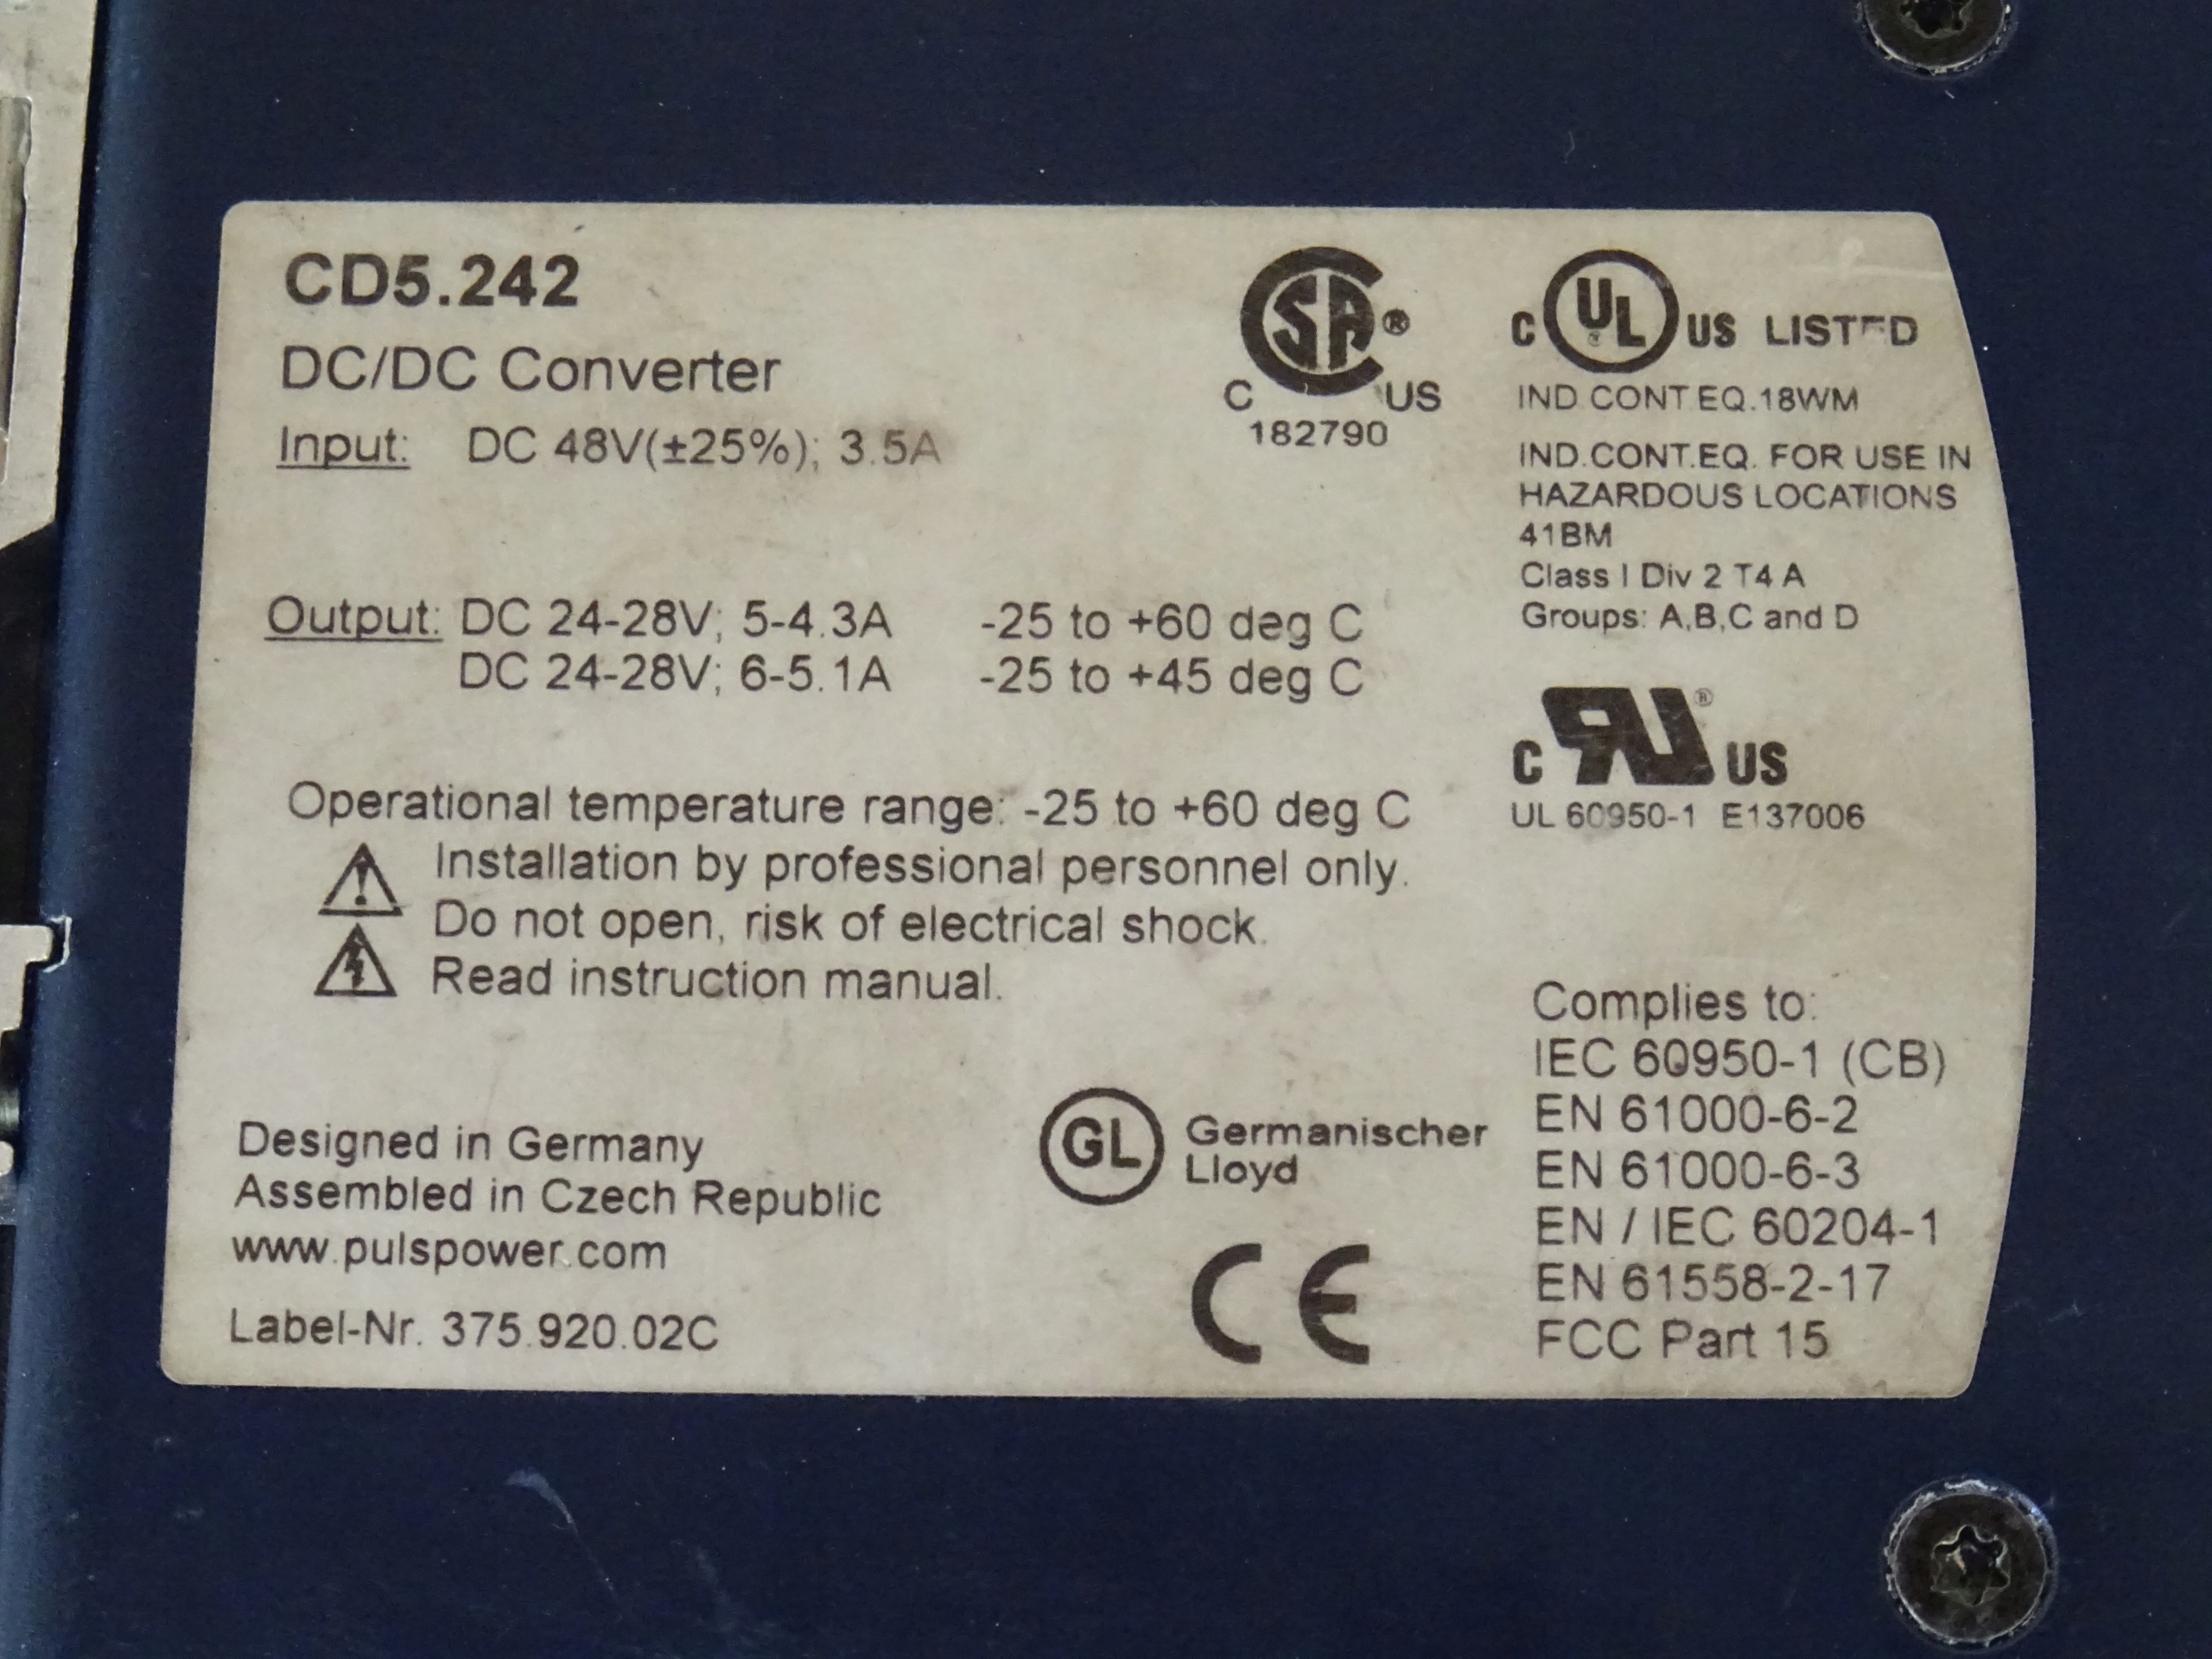 CD5.242
DC/DC Converter
Input: DC 48V(±25%); 3.5A
Output: DC 24-28V; 5-4.3A -25 to +60 deg C
DC 24-28V; 6-5.1A -25 to +45 deg C
Operational temperature range: -25 to +60 deg C
Installation by professional personnel only.
Do not open, risk of electrical shock.
Read instruction manual.
Designed in Germany
Assembled in Czech Republic
www.pulspower.com
Label-Nr. 375.920.02C
SA®
C US
182790
GL Germanischer
Lloyd
CE
C UL US LISTED
IND.CONT.EQ.18WM
IND.CONT.EQ. FOR USE IN
HAZARDOUS LOCATIONS
41BM
Class I Div 2 T4 A
Groups: A,B,C and D
C RU® US
UL 60950-1 E137006
Complies to:
IEC 60950-1 (CB)
EN 61000-6-2
EN 61000-6-3
EN / IEC 60204-1
EN 61558-2-17
FCC Part 15